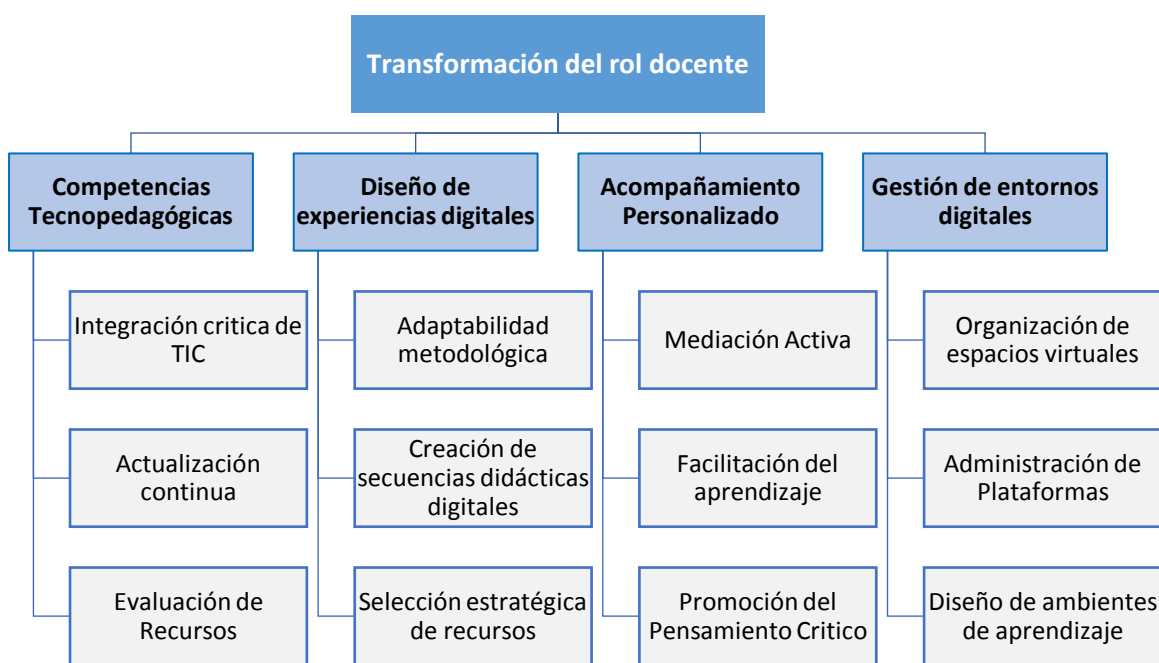 Transformación del rol docente
Competencias
Tecnopedagógicas
Integración critica de
TIC
Actualización
continua
Evaluación de
Recursos
Diseño de
experiencias digitales
Adaptabilidad
metodológica
Creación de
secuencias didácticas
digitales
Selección estratégica
de recursos
Acompañamiento
Personalizado
Mediación Activa
Facilitación del
aprendizaje
Promoción del
Pensamiento Critico
Gestión de entornos
digitales
Organización de
espacios virtuales
Administración de
Plataformas
Diseño de ambientes
de aprendizaje